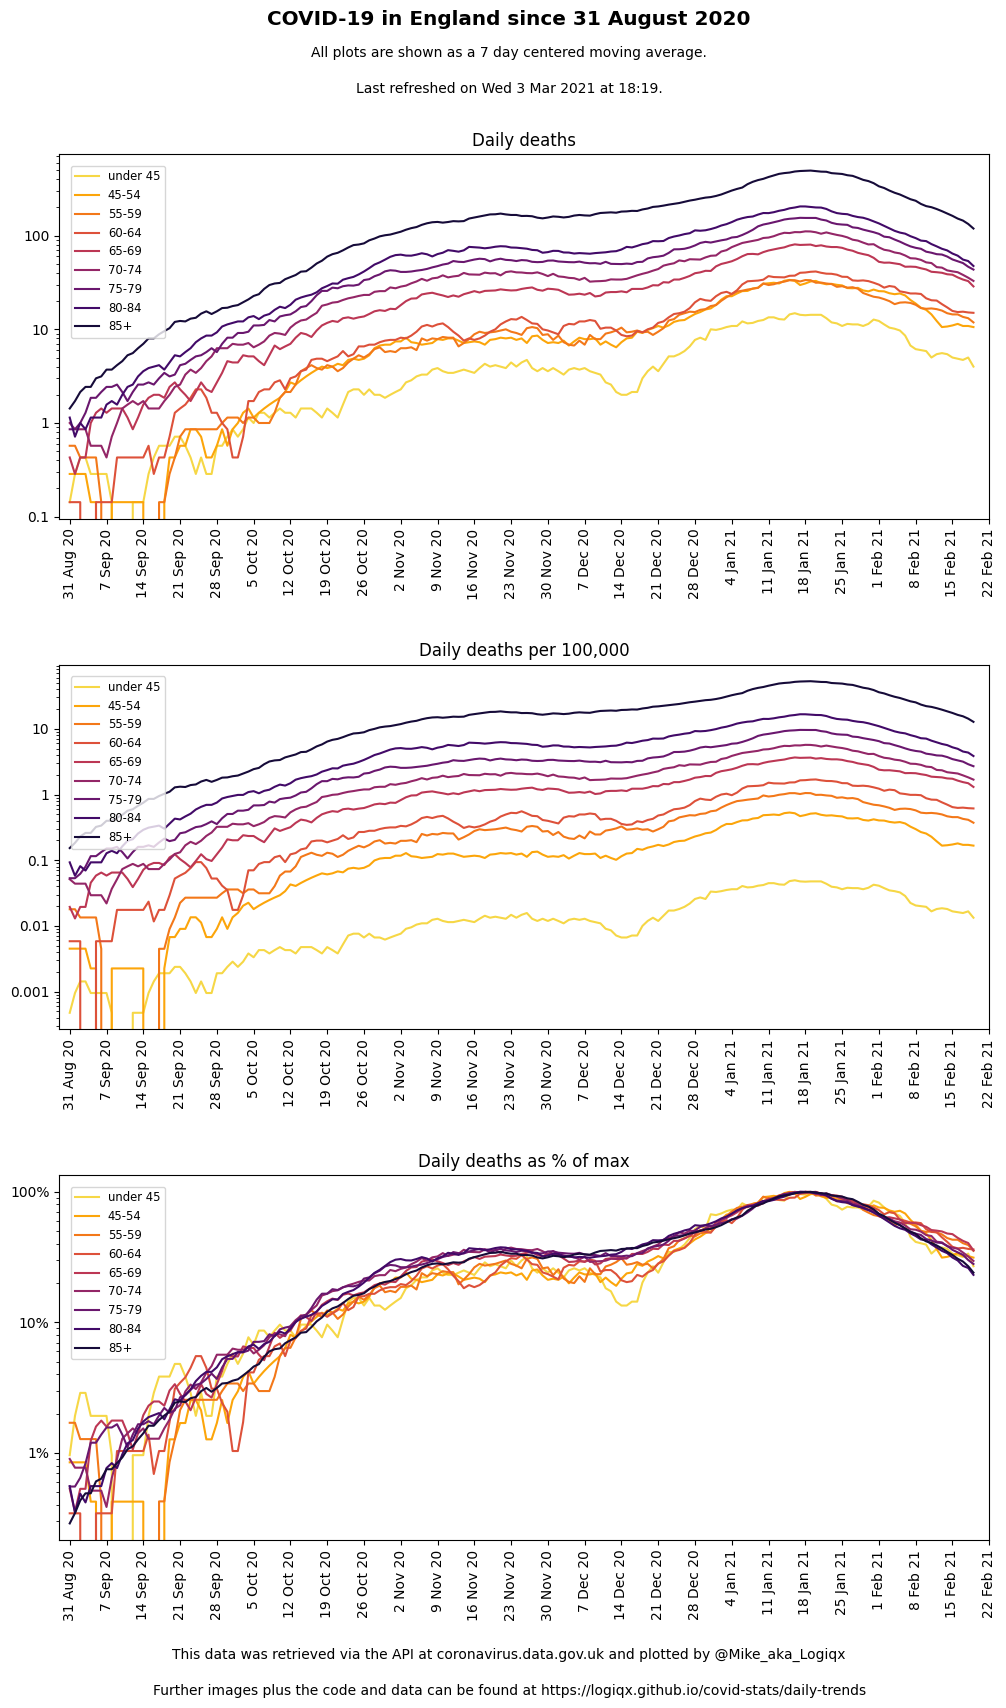 COVID-19 in England since 31 August 2020
All plots are shown as a 7 day centered moving average.
Last refreshed on Wed 3 Mar 2021 at 18:19.
Daily deaths
under 45
45-54
55-59
60-64
65-69
70-74
75-79
80-84
85+
100
10
1
0.1
31 Aug 20
7 Sep 20
14 Sep 20
21 Sep 20
28 Sep 20
5 Oct 20
12 Oct 20
19 Oct 20
26 Oct 20
2 Nov 20
9 Nov 20
16 Nov 20
23 Nov 20
30 Nov 20
7 Dec 20
14 Dec 20
21 Dec 20
28 Dec 20
4 Jan 21
11 Jan 21
18 Jan 21
25 Jan 21
1 Feb 21
8 Feb 21
15 Feb 21
22 Feb 21
Daily deaths per 100,000
under 45
45-54
55-59
60-64
65-69
70-74
75-79
80-84
85+
10
1
0.1
0.01
0.001
31 Aug 20
7 Sep 20
14 Sep 20
21 Sep 20
28 Sep 20
5 Oct 20
12 Oct 20
19 Oct 20
26 Oct 20
2 Nov 20
9 Nov 20
16 Nov 20
23 Nov 20
30 Nov 20
7 Dec 20
14 Dec 20
21 Dec 20
28 Dec 20
4 Jan 21
11 Jan 21
18 Jan 21
25 Jan 21
1 Feb 21
8 Feb 21
15 Feb 21
22 Feb 21
Daily deaths as % of max
under 45
45-54
55-59
60-64
65-69
70-74
75-79
80-84
85+
100%
10%
1%
31 Aug 20
7 Sep 20
14 Sep 20
21 Sep 20
28 Sep 20
5 Oct 20
12 Oct 20
19 Oct 20
26 Oct 20
2 Nov 20
9 Nov 20
16 Nov 20
23 Nov 20
30 Nov 20
7 Dec 20
14 Dec 20
21 Dec 20
28 Dec 20
4 Jan 21
11 Jan 21
18 Jan 21
25 Jan 21
1 Feb 21
8 Feb 21
15 Feb 21
22 Feb 21
This data was retrieved via the API at coronavirus.data.gov.uk and plotted by @Mike_aka_Logiqx
Further images plus the code and data can be found at https://logiqx.github.io/covid-stats/daily-trends